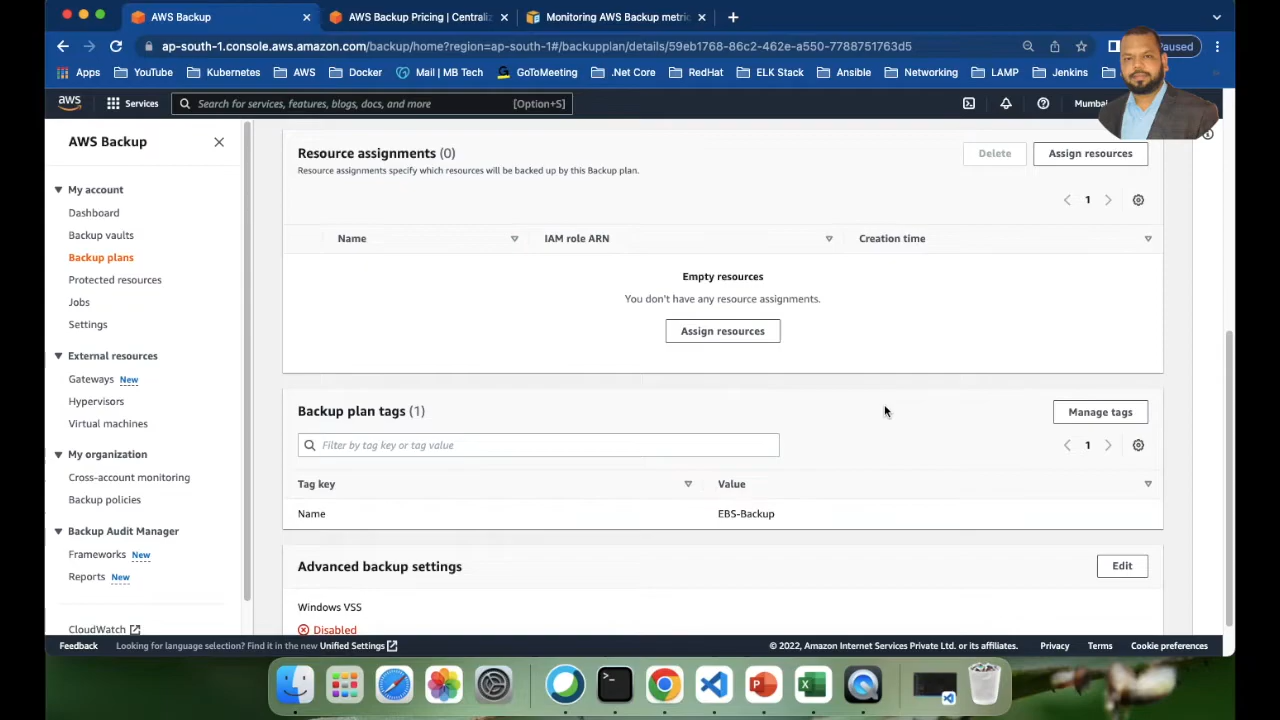 AWS Backup
AWS Backup Pricing | Centraliz
Monitoring AWS Backup metric
ap-south-1.console.aws.amazon.com/backup/home?region=ap-south-1#/backupplan/details/59eb1768-86c2-462e-a550-7788751763d5
Paused
Apps
YouTube
Kubernetes
AWS
Docker
Mail | MB Tech
GoToMeeting
.Net Core
RedHat
ELK Stack
Ansible
Networking
LAMP
Jenkins
aws
Services
Search for services, features, blogs, docs, and more
[Option+S]
Mumba
AWS Backup
My account
Dashboard
Backup vaults
Backup plans
Protected resources
Jobs
Settings
External resources
Gateways New
Hypervisors
Virtual machines
My organization
Cross-account monitoring
Backup policies
Backup Audit Manager
Frameworks New
Reports New
CloudWatch
Resource assignments (0)
Resource assignments specify which resources will be backed up by this Backup plan.
Delete
Assign resources
1
Name
IAM role ARN
Creation time
Empty resources
You don't have any resource assignments.
Assign resources
Backup plan tags (1)
Manage tags
Filter by tag key or tag value
1
Tag key
Value
Name
EBS-Backup
Advanced backup settings
Edit
Windows VSS
Disabled
Feedback
Looking for language selection? Find it in the new Unified Settings
© 2022, Amazon Internet Services Private Ltd. or its affiliates.
Privacy
Terms
Cookie preferences